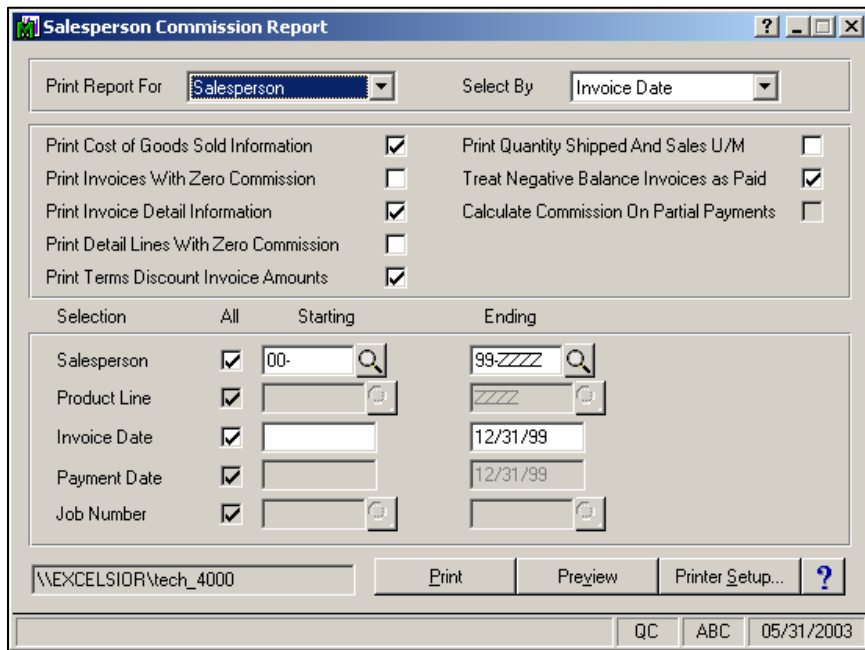 Salesperson Commission Report
Print Report For Salesperson Select By Invoice Date
Print Cost of Goods Sold Information Print Quantity Shipped And Sales U/M
Print Invoices With Zero Commission Treat Negative Balance Invoices as Paid
Print Invoice Detail Information Calculate Commission On Partial Payments
Print Detail Lines With Zero Commission
Print Terms Discount Invoice Amounts
Selection All Starting Ending
Salesperson 00- 99-ZZZZ
Product Line ZZZZ
Invoice Date 12/31/99
Payment Date 12/31/99
Job Number
\\EXCELSIOR\tech_4000 Print Preview Printer Setup... ?
QC ABC 05/31/2003